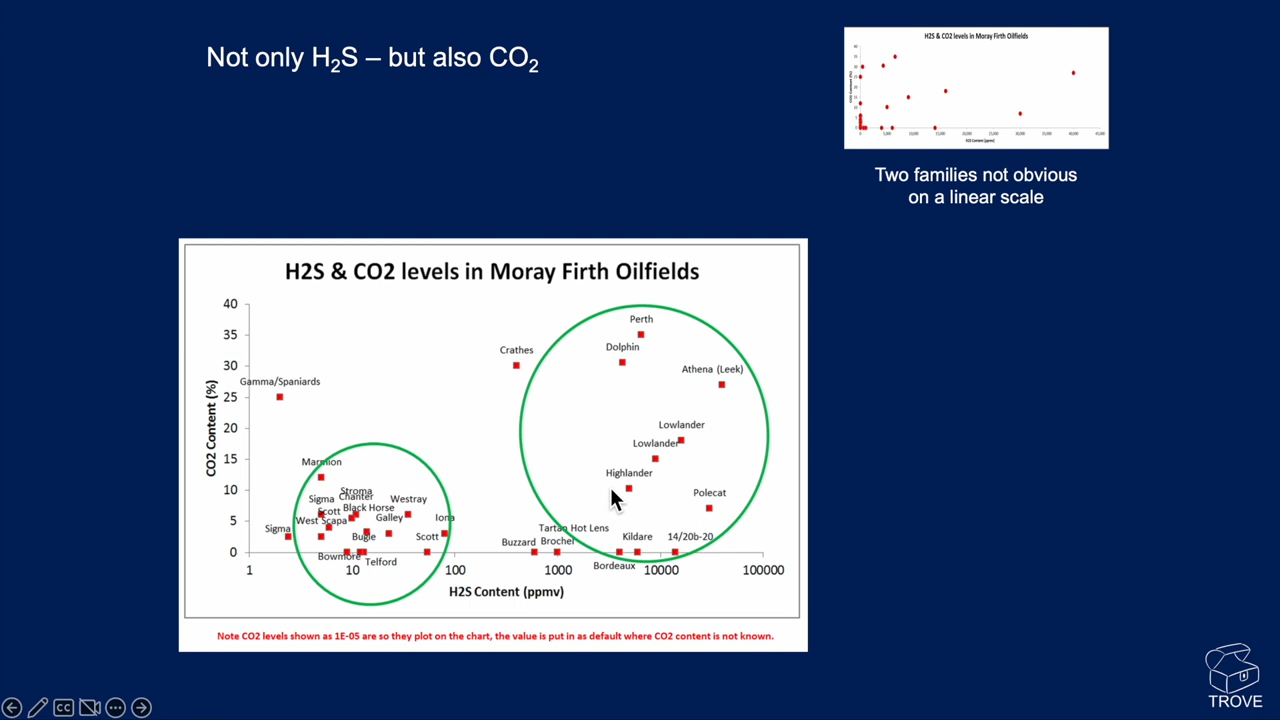 Not only H₂S – but also CO₂
H2S & CO2 levels in Moray Firth Oilfields
Two families not obvious
on a linear scale
H2S & CO2 levels in Moray Firth Oilfields
CO2 Content (%)
40
35
30
25
20
15
10
5
0
Perth
Dolphin
Crathes
Athena (Leek)
Gamma/Spaniards
Lowlander
Lowlander
Marmion
Highlander
Stroma
Chanter
Sigma
Westray
Polecat
Black Horse
Scott
Galley
Iona
West Scapa
Sigma
Tartan Hot Lens
Bugle
Scott
Buzzard
Brochel
Kildare
14/20b-20
Bowmore
Telford
Bordeaux
1
10
100
1000
10000
100000
H2S Content (ppmv)
Note CO2 levels shown as 1E-05 are so they plot on the chart, the value is put in as default where CO2 content is not known.
CC
TROVE